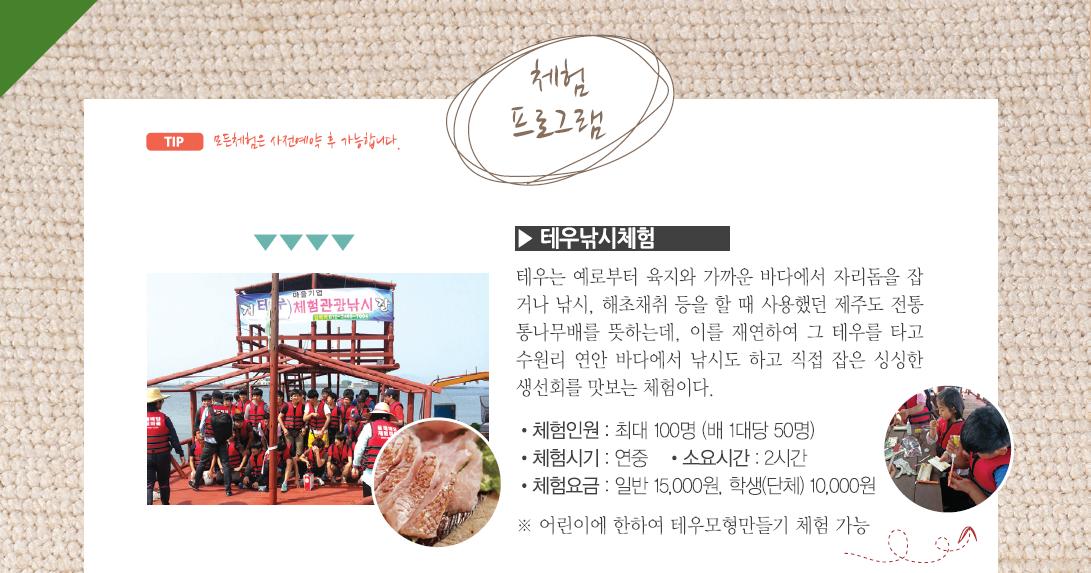 체험
프로그램
TIP 모든체험은 사전예약 후 가능합니다.
▶ 테우낚시체험
테우는 예로부터 육지와 가까운 바다에서 자리돔을 잡
거나 낚시, 해초채취 등을 할 때 사용했던 제주도 전통
통나무배를 뜻하는데, 이를 재연하여 그 테우를 타고
수원리 연안 바다에서 낚시도 하고 직접 잡은 싱싱한
생선회를 맛보는 체험이다.
• 체험인원 : 최대 100명 (배 1대당 50명)
• 체험시기 : 연중 • 소요시간 : 2시간
• 체험요금 : 일반 15,000원, 학생(단체) 10,000원
※ 어린이에 한하여 테우모형만들기 체험 가능
마을기업
테우 체험관광낚시